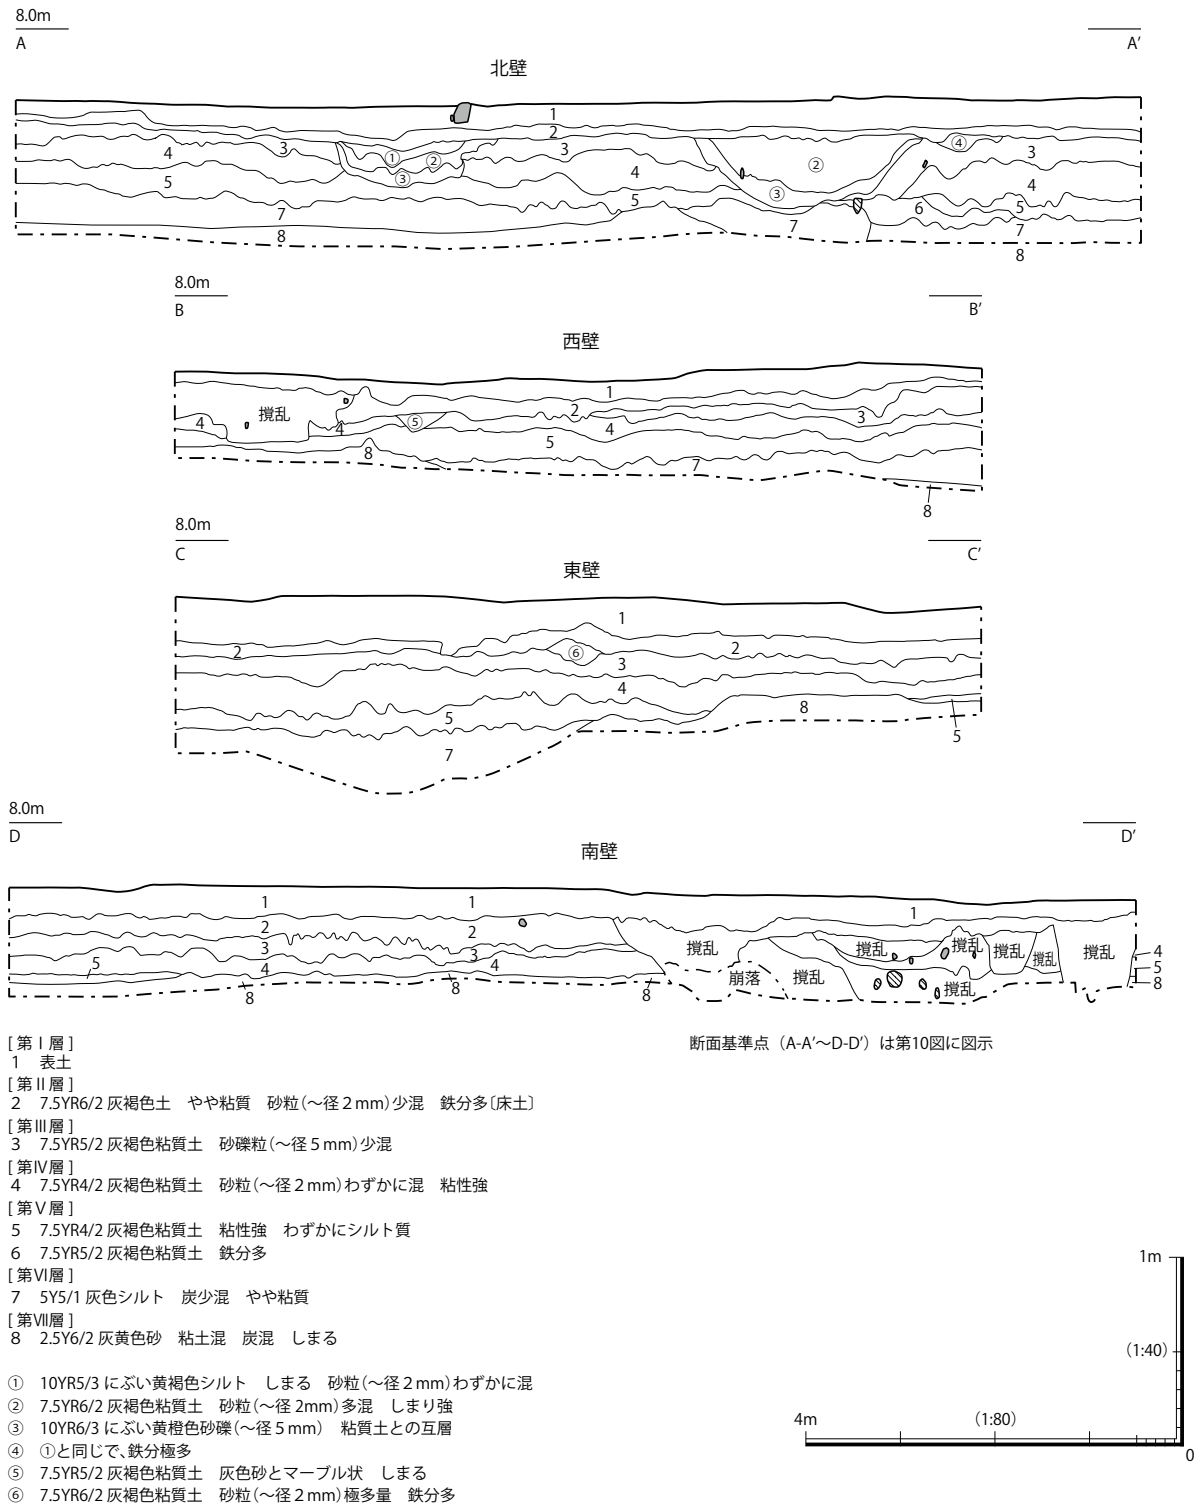 8.0m
A A′
北壁
1
2
3 ① ② 3 ② ④ 3
4 4 4
5 ③ 5 ③ 6 5
7 7 7
8 8
8.0m
B B′
西壁
1
撹乱 2
4 4 ⑤ 4 3
5
8 7
8
8.0m
C C′
東壁
1
2 ⑥ 2
3
4
5 8
7 5
8.0m
D D′
南壁
1 1 1
2 2
3 3 撹乱 撹乱 撹乱 撹乱 撹乱 撹乱 4
5 4 4 崩落 撹乱 5
8 8 8 撹乱 8
断面基準点（A-A′～D-D′）は第10図に図示
[第Ⅰ層]
1 表土
[第Ⅱ層]
2 7.5YR6/2 灰褐色土　やや粘質　砂粒（～径２mm）少混　鉄分多〔床土〕
[第Ⅲ層]
3 7.5YR5/2 灰褐色粘質土　砂礫粒（～径５mm）少混
[第Ⅳ層]
4 7.5YR4/2 灰褐色粘質土　砂粒（～径２mm）わずかに混　粘性強
[第Ⅴ層]
5 7.5YR4/2 灰褐色粘質土　粘性強　わずかにシルト質
6 7.5YR5/2 灰褐色粘質土　鉄分多
[第Ⅵ層]
7 5Y5/1 灰色シルト　炭少混　やや粘質
[第Ⅶ層]
8 2.5Y6/2 灰黄色砂　粘土混　炭混　しまる
① 10YR5/3 にぶい黄褐色シルト　しまる　砂粒（～径２mm）わずかに混
② 7.5YR6/2 灰褐色粘質土　砂粒（～径 2mm）多混　しまり強
③ 10YR6/3 にぶい黄橙色砂礫（～径５mm）　粘質土との互層
④ ①と同じで、鉄分極多
⑤ 7.5YR5/2 灰褐色粘質土　灰色砂とマーブル状　しまる
⑥ 7.5YR6/2 灰褐色粘質土　砂粒（～径２mm）極多量　鉄分多
1m
（1:40）
4m （1:80）
0